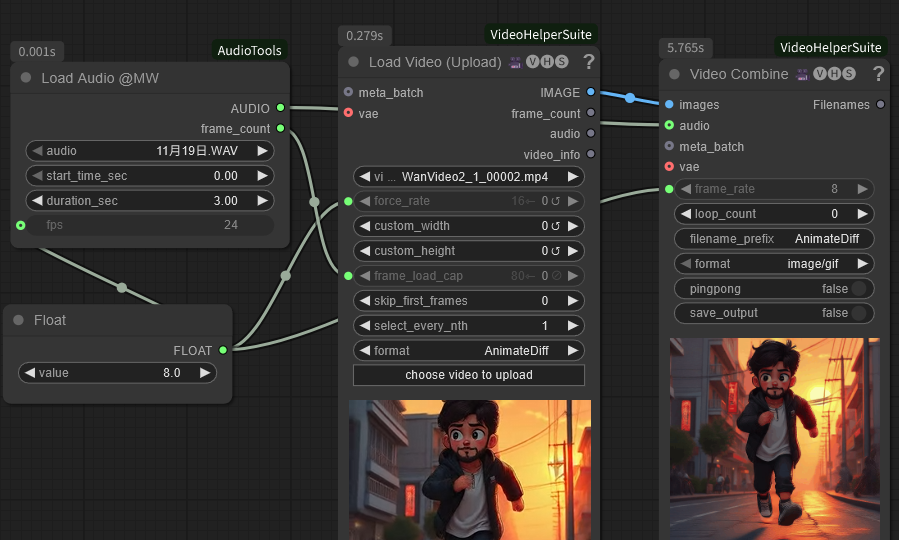 0.001s
AudioTools
Load Audio @MW
AUDIO
frame_count
audio 11月19日.WAV
start_time_sec 0.00
duration_sec 3.00
fps 24
Float
FLOAT
value 8.0
0.279s
VideoHelperSuite
Load Video (Upload) VHS ?
meta_batch IMAGE
vae frame_count
audio
video_info
vi ... WanVideo2_1_00002.mp4
force_rate 16← 0
custom_width 0
custom_height 0
frame_load_cap 80← 0
skip_first_frames 0
select_every_nth 1
format AnimateDiff
choose video to upload
5.765s
VideoHelperSuite
Video Combine VHS ?
images Filenames
audio
meta_batch
vae
frame_rate 8
loop_count 0
filename_prefix AnimateDiff
format image/gif
pingpong false
save_output false